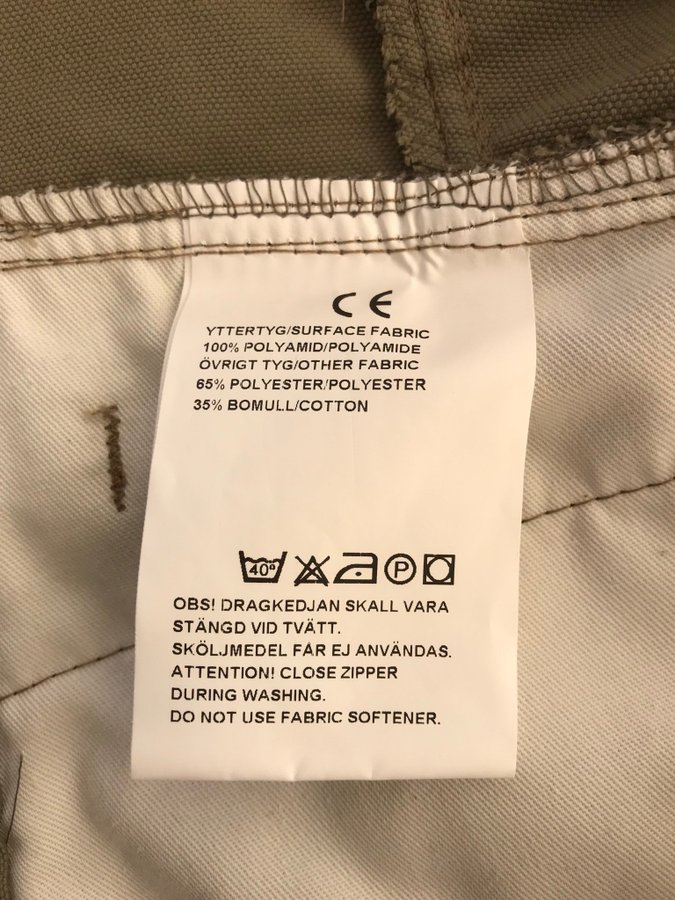 CE
YTTERTYG/SURFACE FABRIC
100% POLYAMID/POLYAMIDE
ÖVRIGT TYG/OTHER FABRIC
65% POLYESTER/POLYESTER
35% BOMULL/COTTON
40° P
OBS! DRAGKEDJAN SKALL VARA
STÄNGD VID TVÄTT.
SKÖLJMEDEL FÅR EJ ANVÄNDAS.
ATTENTION! CLOSE ZIPPER
DURING WASHING.
DO NOT USE FABRIC SOFTENER.